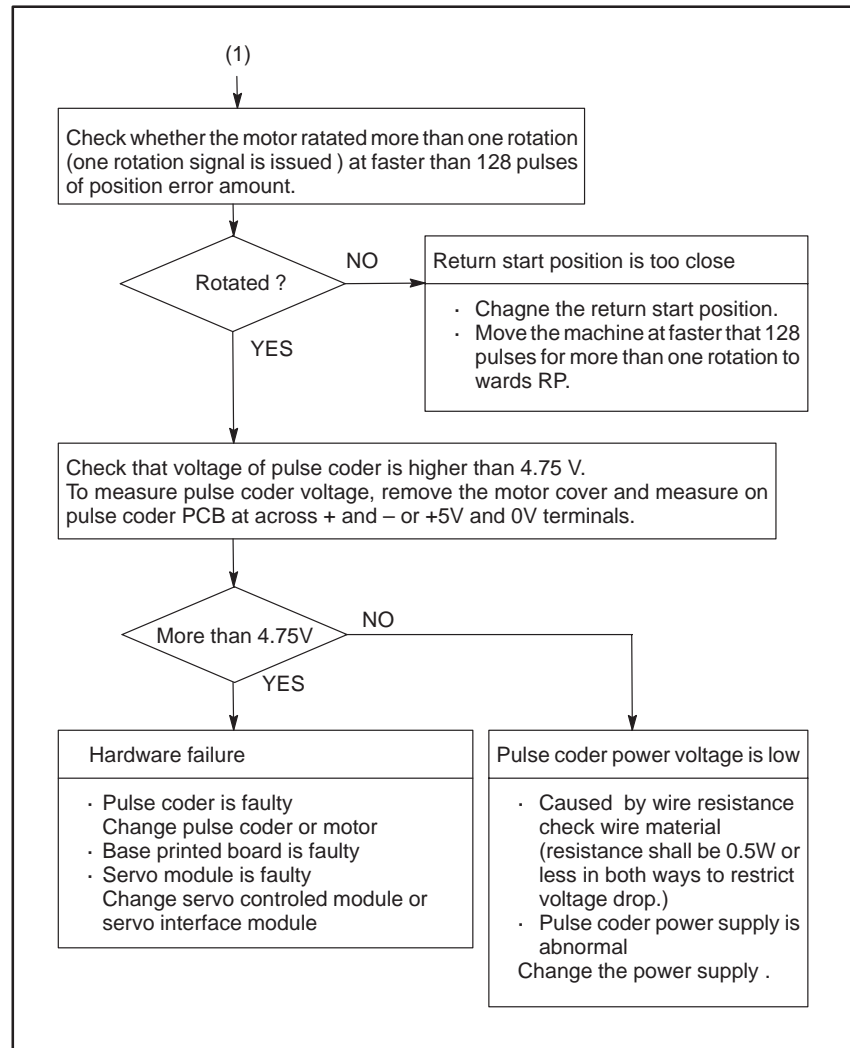 (1)
Check whether the motor ratated more than one rotation
(one rotation signal is issued ) at faster than 128 pulses
of position error amount.
Rotated ?
NO
YES
Return start position is too close
· Chagne the return start position.
· Move the machine at faster that 128
pulses for more than one rotation to
wards RP.
Check that voltage of pulse coder is higher than 4.75 V.
To measure pulse coder voltage, remove the motor cover and measure on
pulse coder PCB at across + and – or +5V and 0V terminals.
More than 4.75V
NO
YES
Hardware failure
· Pulse coder is faulty
Change pulse coder or motor
· Base printed board is faulty
· Servo module is faulty
Change servo controled module or
servo interface module
Pulse coder power voltage is low
· Caused by wire resistance
check wire material
(resistance shall be 0.5W or
less in both ways to restrict
voltage drop.)
· Pulse coder power supply is
abnormal
Change the power supply .